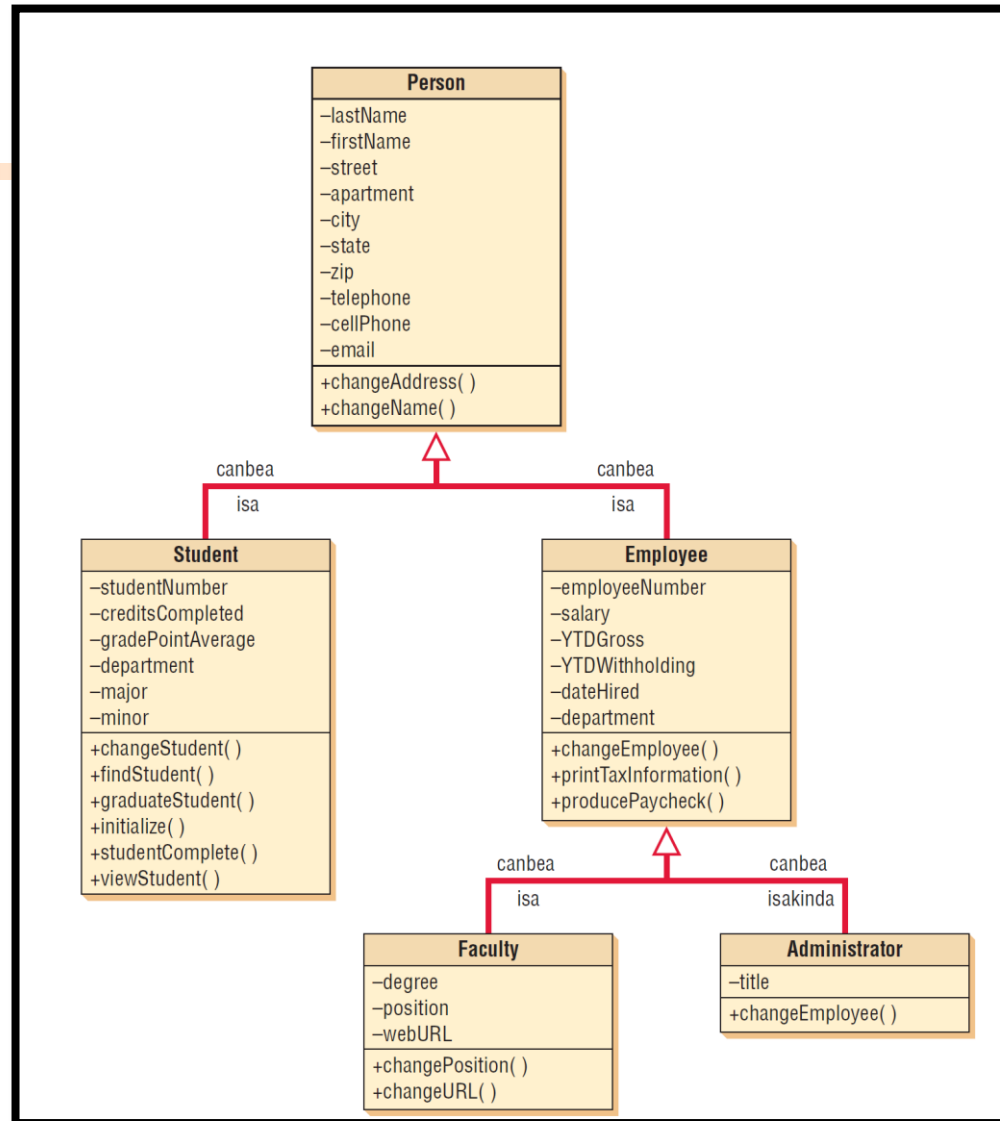 Person
–lastName
–firstName
–street
–apartment
–city
–state
–zip
–telephone
–cellPhone
–email
+changeAddress( )
+changeName( )
canbea
canbea
isa
isa
Student
–studentNumber
–creditsCompleted
–gradePointAverage
–department
–major
–minor
+changeStudent( )
+findStudent( )
+graduateStudent( )
+initialize( )
+studentComplete( )
+viewStudent( )
Employee
–employeeNumber
–salary
–YTDGross
–YTDWithholding
–dateHired
–department
+changeEmployee( )
+printTaxInformation( )
+producePaycheck( )
canbea
canbea
isa
isakinda
Faculty
–degree
–position
–webURL
+changePosition( )
+changeURL( )
Administrator
–title
+changeEmployee( )